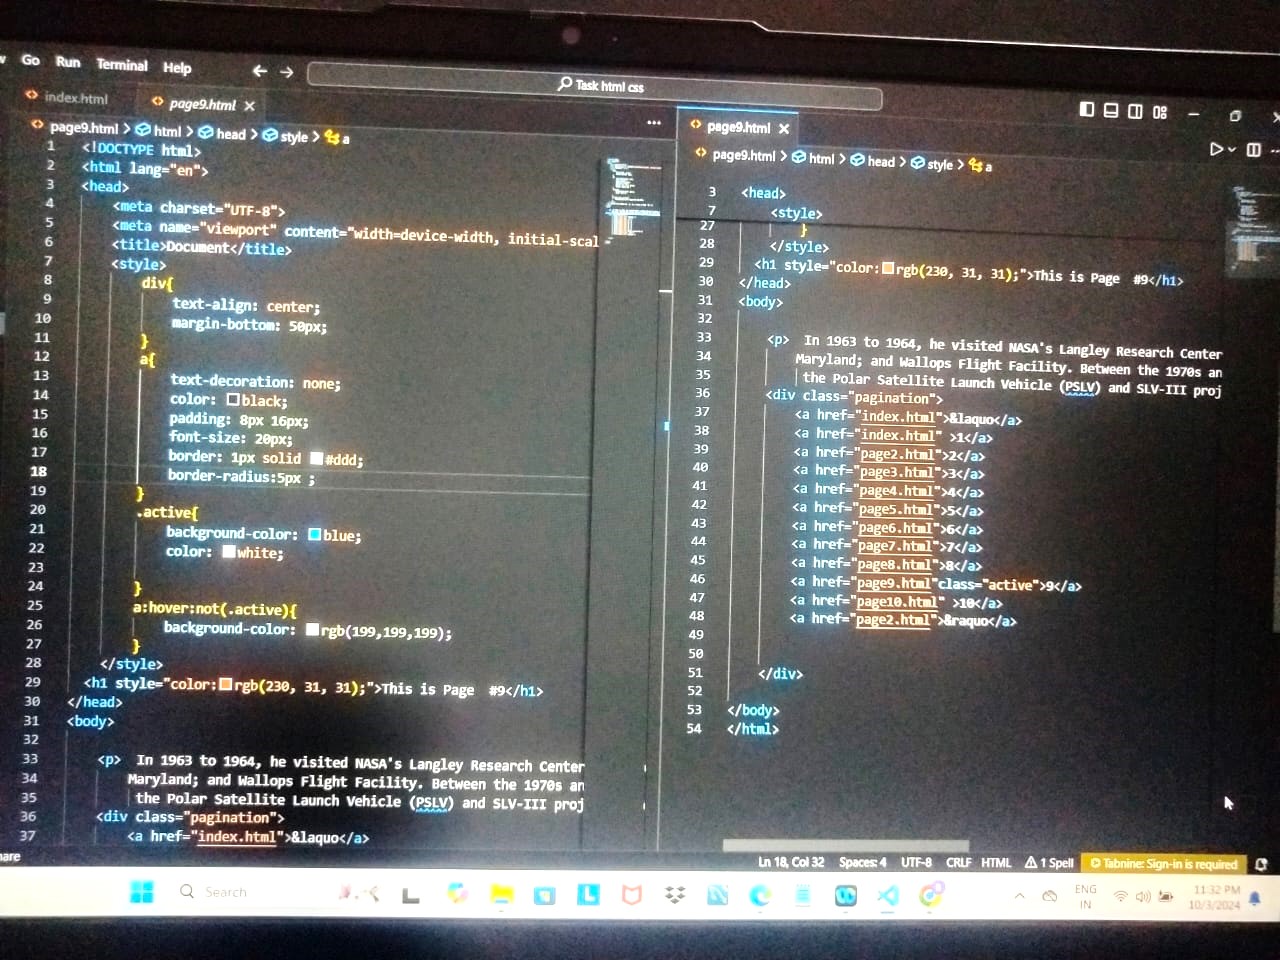 Go Run Terminal Help
Task html css
index.html
page9.html
page9.html > html > head > style > a
1 <!DOCTYPE html>
2 <html lang="en">
3 <head>
4 <meta charset="UTF-8">
5 <meta name="viewport" content="width=device-width, initial-scal
6 <title>Document</title>
7 <style>
8 div{
9 text-align: center;
10 margin-bottom: 50px;
11 }
12 a{
13 text-decoration: none;
14 color: black;
15 padding: 8px 16px;
16 font-size: 20px;
17 border: 1px solid #ddd;
18 border-radius:5px ;
19 }
20 .active{
21 background-color: blue;
22 color: white;
23
24 }
25 a:hover:not(.active){
26 background-color: rgb(199,199,199);
27 }
28 </style>
29 <h1 style="color:rgb(230, 31, 31);">This is Page #9</h1>
30 </head>
31 <body>
32
33 <p> In 1963 to 1964, he visited NASA's Langley Research Center
34 Maryland; and Wallops Flight Facility. Between the 1970s an
35 the Polar Satellite Launch Vehicle (PSLV) and SLV-III proj
36 <div class="pagination">
37 <a href="index.html">&laquo</a>
page9.html
page9.html > html > head > style > a
3 <head>
7 <style>
27 }
28 </style>
29 <h1 style="color:rgb(230, 31, 31);">This is Page #9</h1>
30 </head>
31 <body>
32
33 <p> In 1963 to 1964, he visited NASA's Langley Research Center
34 Maryland; and Wallops Flight Facility. Between the 1970s an
35 the Polar Satellite Launch Vehicle (PSLV) and SLV-III proj
36 <div class="pagination">
37 <a href="index.html">&laquo</a>
38 <a href="index.html" >1</a>
39 <a href="page2.html">2</a>
40 <a href="page3.html">3</a>
41 <a href="page4.html">4</a>
42 <a href="page5.html">5</a>
43 <a href="page6.html">6</a>
44 <a href="page7.html">7</a>
45 <a href="page8.html">8</a>
46 <a href="page9.html"class="active">9</a>
47 <a href="page10.html" >10</a>
48 <a href="page2.html">&raquo</a>
49
50
51 </div>
52
53 </body>
54 </html>
Ln 18, Col 32 Spaces: 4 UTF-8 CRLF HTML 1 Spell Tabnine: Sign-in is required
Search
ENG
IN
11:32 PM
10/3/2024